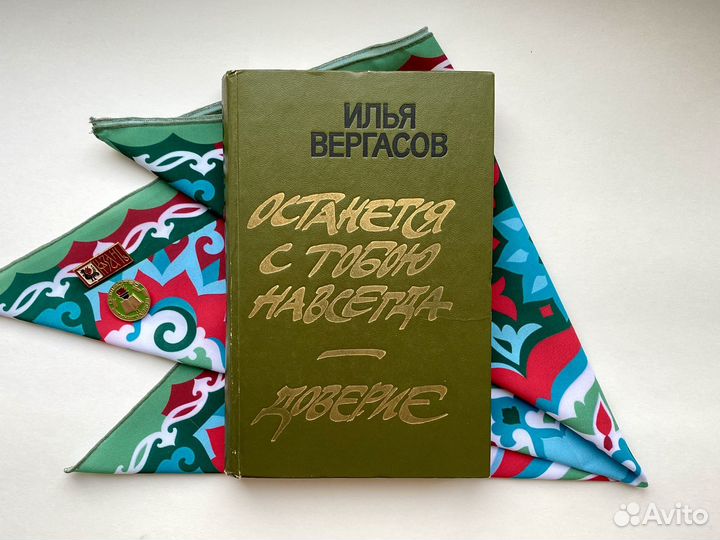 ИЛЬЯ
ВЕРГАСОВ
ОСТАНЕТСЯ
С ТОБОЮ
НАВСЕГДА
—
ДОВЕРИЕ
Avito